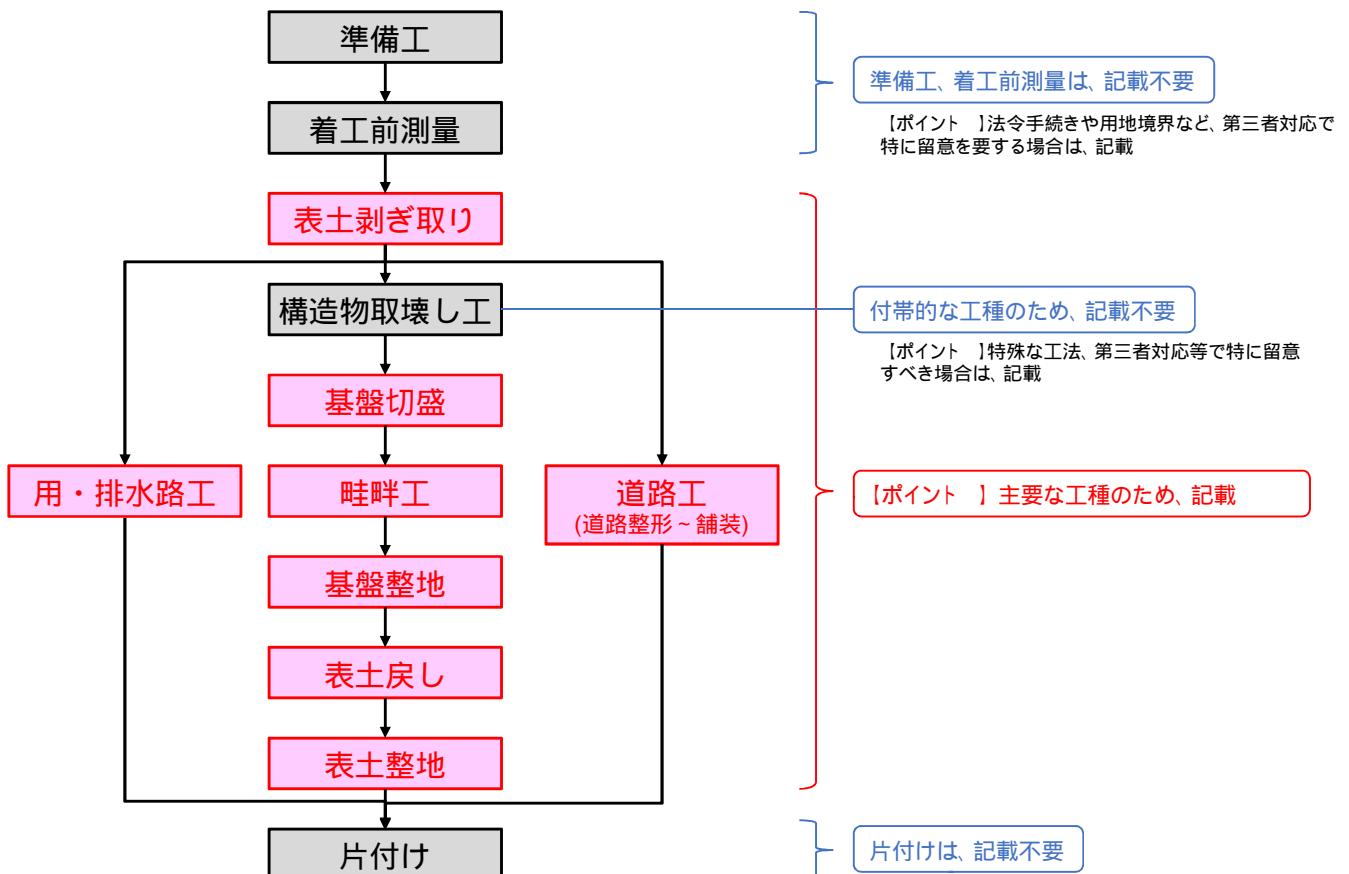 準備工
準備工、着工前測量は、記載不要
着工前測量
【ポイント　】法令手続きや用地境界など、第三者対応で
特に留意を要する場合は、記載
表土剥ぎ取り
構造物取壊し工
付帯的な工種のため、記載不要
【ポイント　】特殊な工法、第三者対応等で特に留意
すべき場合は、記載
基盤切盛
用・排水路工
畦畔工
道路工
(道路整形～舗装)
【ポイント　】主要な工種のため、記載
基盤整地
表土戻し
表土整地
片付け
片付けは、記載不要